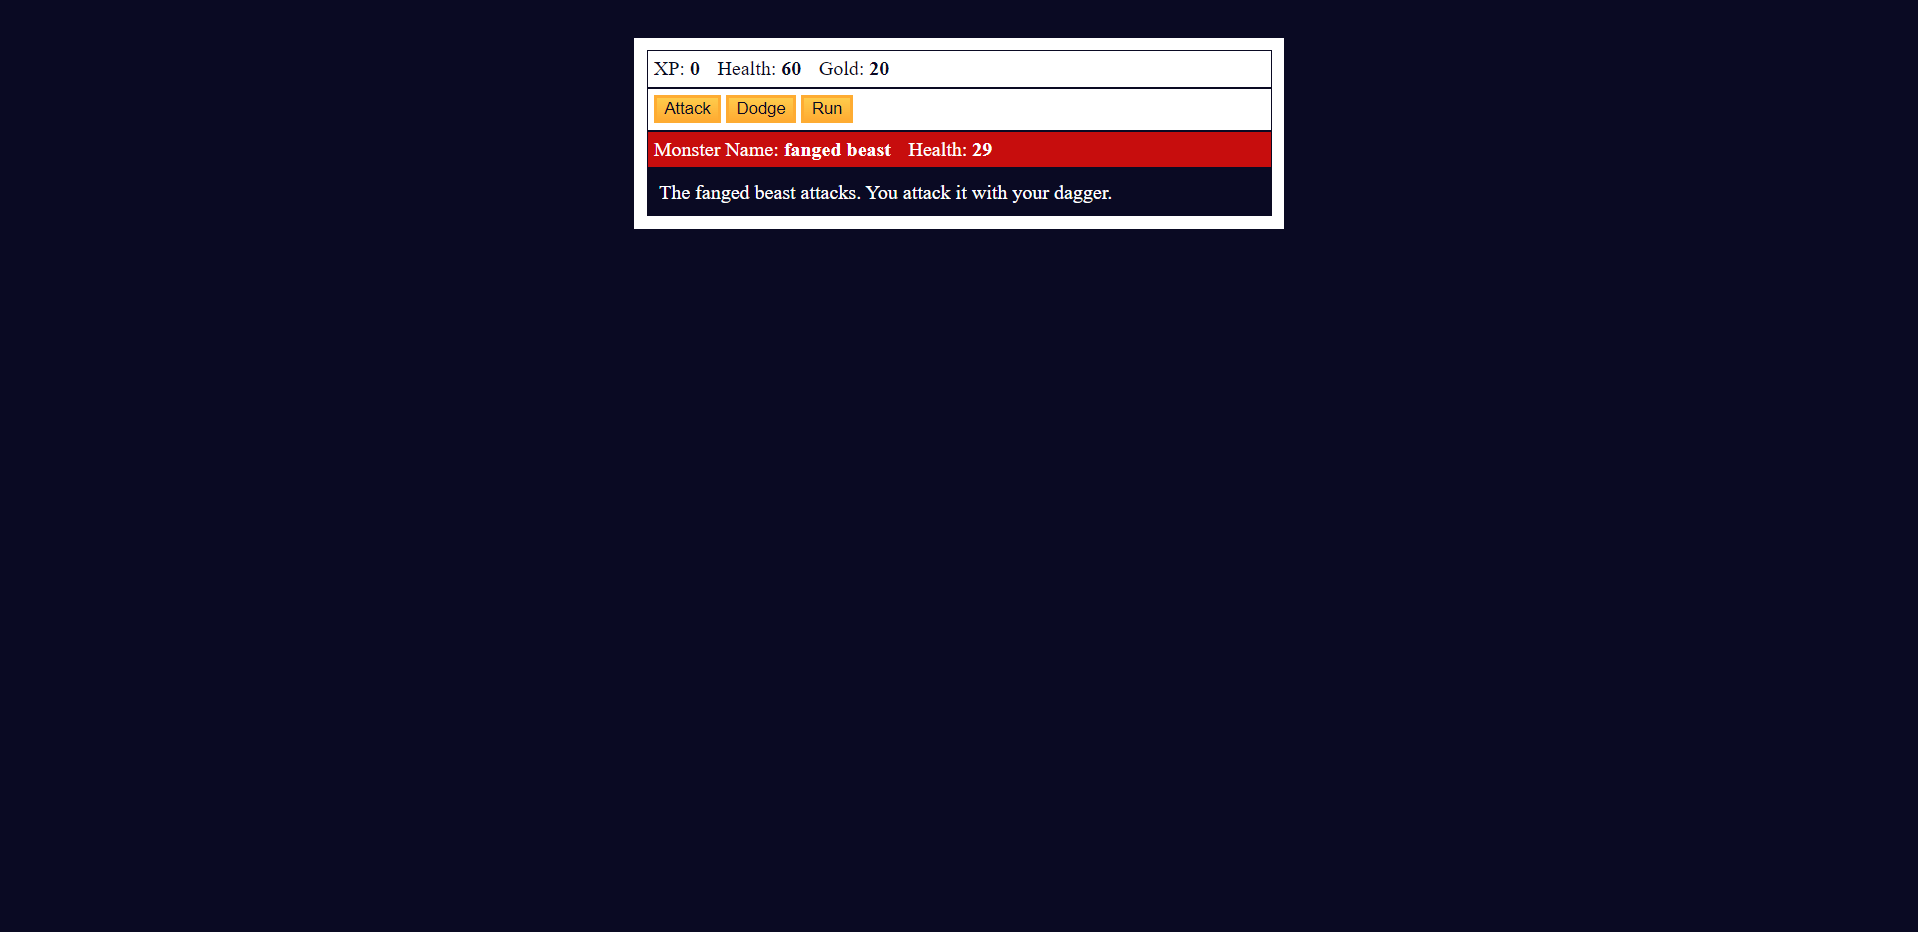 XP: 0 Health: 60 Gold: 20
Attack Dodge Run
Monster Name: fanged beast Health: 29
The fanged beast attacks. You attack it with your dagger.